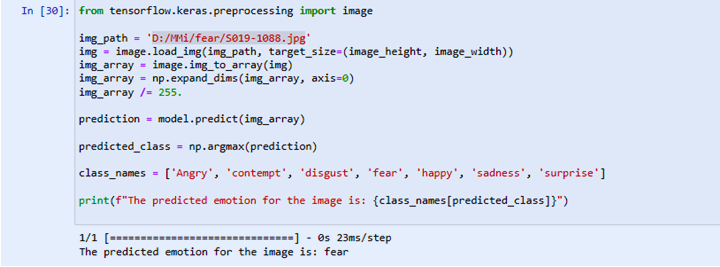 In [30]: from tensorflow.keras.preprocessing import image
img_path = 'D:/MMi/fear/S019-1088.jpg'
img = image.load_img(img_path, target_size=(image_height, image_width))
img_array = image.img_to_array(img)
img_array = np.expand_dims(img_array, axis=0)
img_array /= 255.
prediction = model.predict(img_array)
predicted_class = np.argmax(prediction)
class_names = ['Angry', 'contempt', 'disgust', 'fear', 'happy', 'sadness', 'surprise']
print(f"The predicted emotion for the image is: {class_names[predicted_class]}")
1/1 [==============================] - 0s 23ms/step
The predicted emotion for the image is: fear